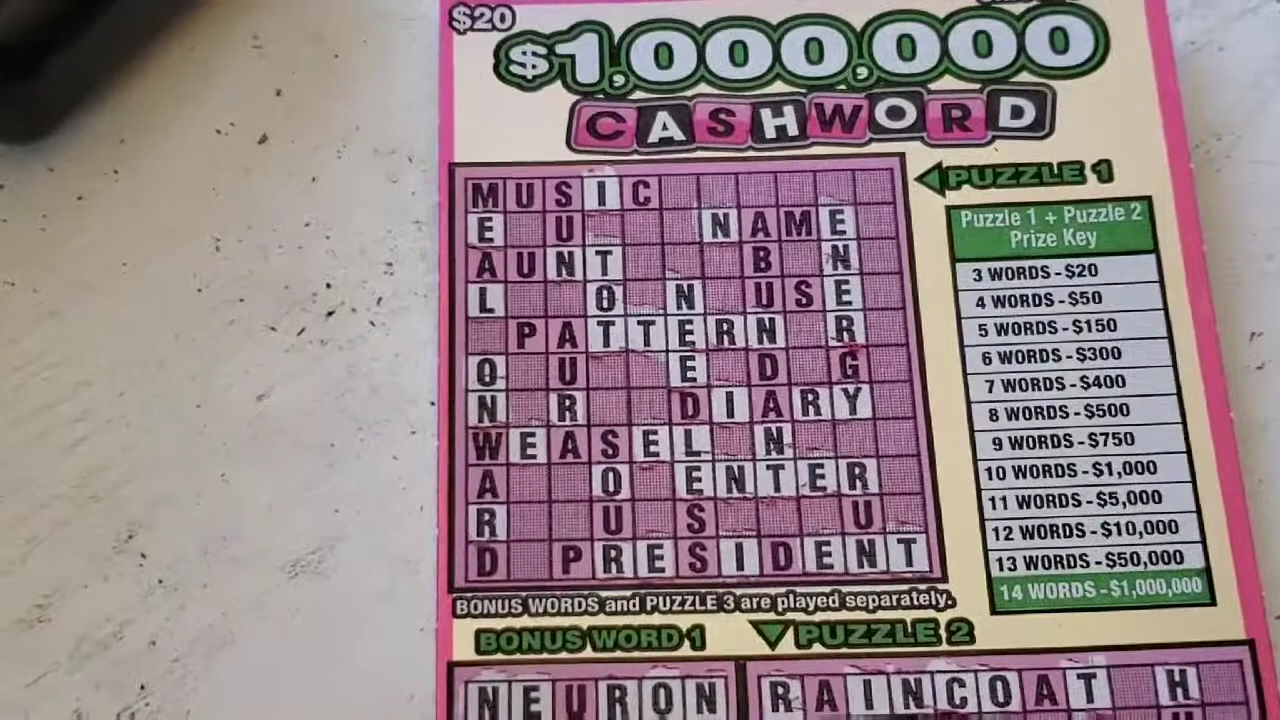 $20
$1,000,000
CASHWORD
PUZZLE 1
MUSIC
E U NAME
AUNT B N
L O N USE
PATTERN R
O U E D G
N R DIARY
WEASEL N
A O ENTER
R U S U
D PRESIDENT
Puzzle 1 + Puzzle 2
Prize Key
3 WORDS - $20
4 WORDS - $50
5 WORDS - $150
6 WORDS - $300
7 WORDS - $400
8 WORDS - $500
9 WORDS - $750
10 WORDS - $1,000
11 WORDS - $5,000
12 WORDS - $10,000
13 WORDS - $50,000
14 WORDS - $1,000,000
BONUS WORDS and PUZZLE 3 are played separately.
BONUS WORD 1
PUZZLE 2
NEURON
RAINCOAT H